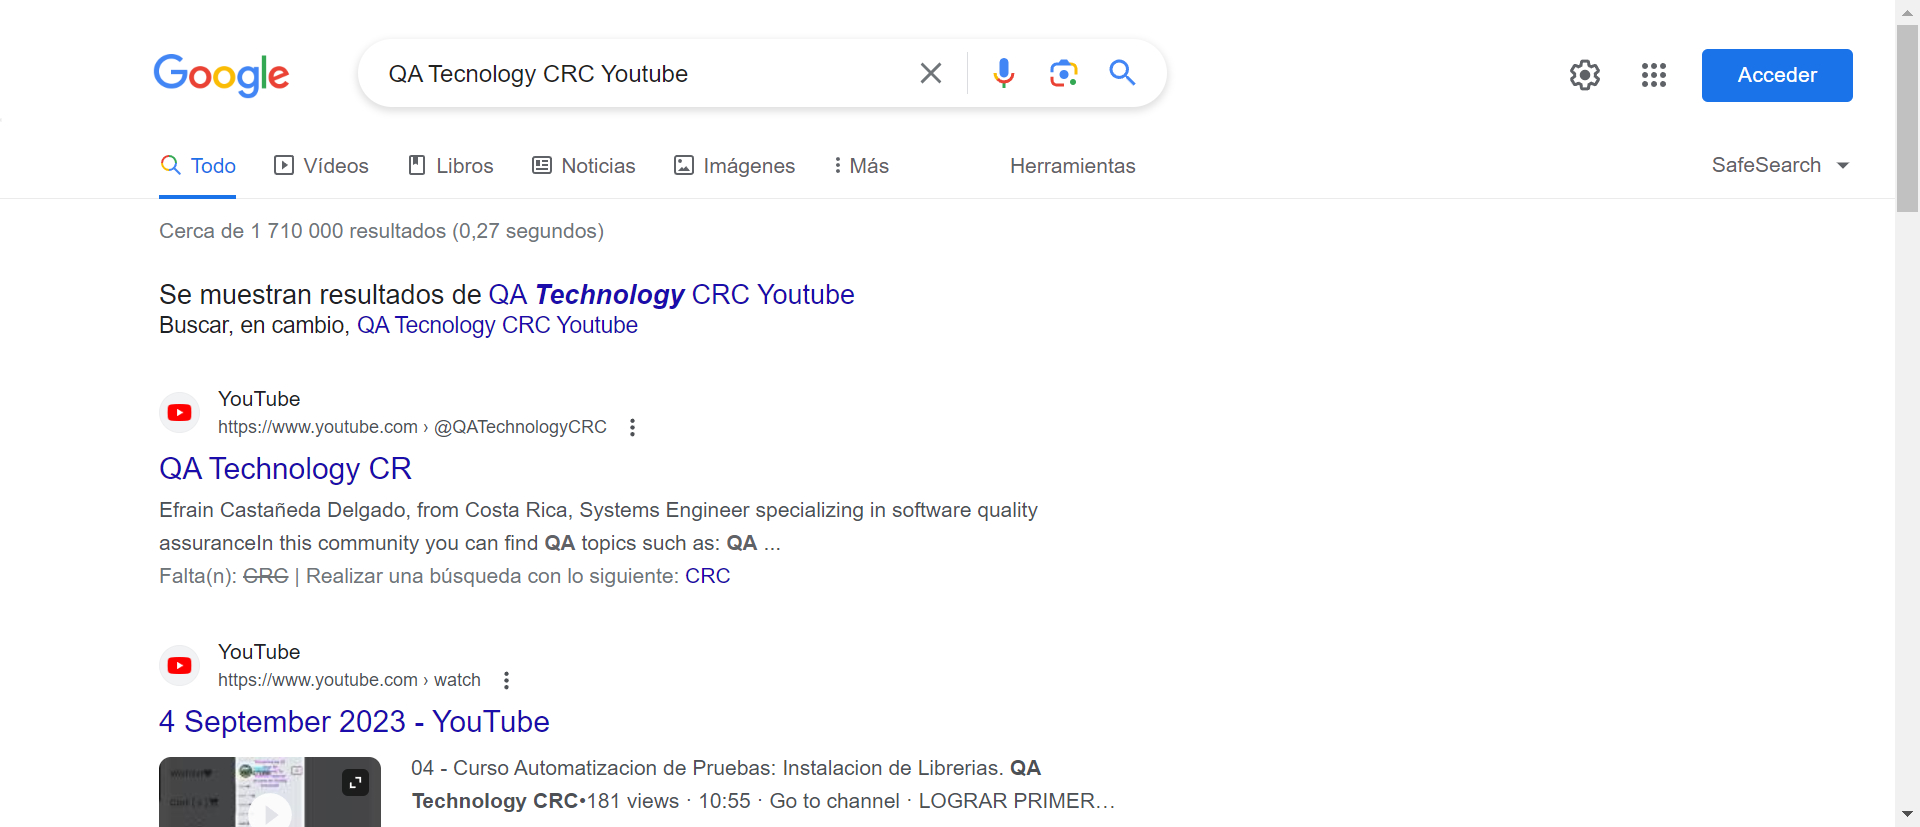 Google
QA Tecnology CRC Youtube
Acceder
Todo
Vídeos
Libros
Noticias
Imágenes
Más
Herramientas
SafeSearch
Cerca de 1 710 000 resultados (0,27 segundos)
Se muestran resultados de QA Technology CRC Youtube
Buscar, en cambio, QA Tecnology CRC Youtube
YouTube
https://www.youtube.com › @QATechnologyCRC
QA Technology CR
Efrain Castañeda Delgado, from Costa Rica, Systems Engineer specializing in software quality
assuranceIn this community you can find QA topics such as: QA ...
Falta(n): CRC | Realizar una búsqueda con lo siguiente: CRC
YouTube
https://www.youtube.com › watch
4 September 2023 - YouTube
04 - Curso Automatizacion de Pruebas: Instalacion de Librerias. QA
Technology CRC•181 views · 10:55 · Go to channel · LOGRAR PRIMER...